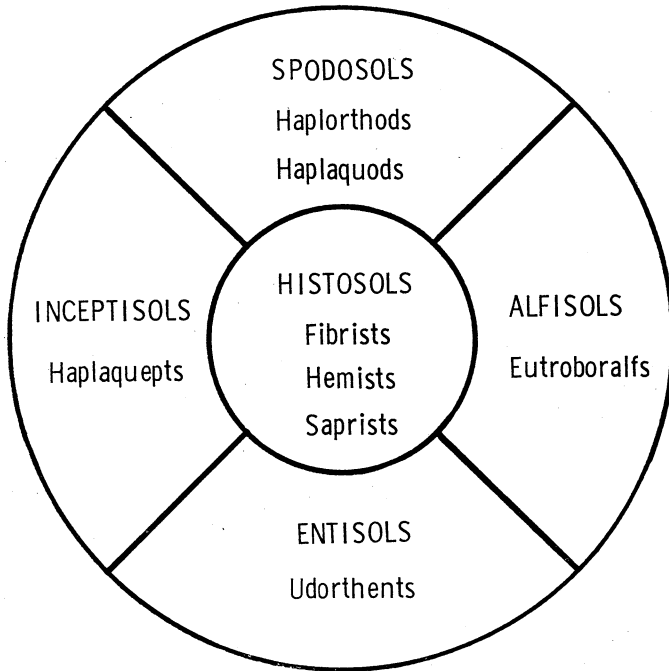 SPODOSOLS
Haplorthods
Haplaquods
HISTOSOLS
Fibrists
Hemists
Saprists
INCEPTISOLS
Haplaquepts
ALFISOLS
Eutroboralfs
ENTISOLS
Udorthents